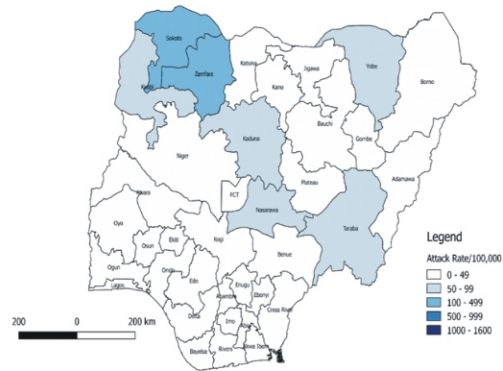 Sokoto
Katsina
Jigawa
Yobe
Zamfara
Borno
Kebbi
Kano
Bauchi
Kaduna
Gombe
Niger
Adamawa
Plateau
FCT
Kwara
Nasarawa
Taraba
Oyo
Kogi
Osun
Ekiti
Benue
Ogun
Ondo
Edo
Enugu
Lagos
Anambra
Ebonyi
Cross River
Delta
Imo
Abia
Bayelsa
Rivers
Akwa Ibom
Legend
Attack Rate/100,000
0 - 49
50 - 99
100 - 499
500 - 999
1000 - 1600
200 0 200 km